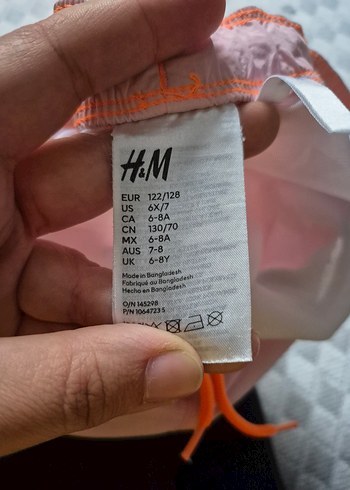 H&M
EUR 122/128
US 6X/7
CA 6-8A
CN 130/70
MX 6-8A
AUS 7-8
UK 6-8Y
Made in Bangladesh
Fabriqué au Bangladesh
Hecho en Bangladesh
O/N 145298
P/N 1064723 S